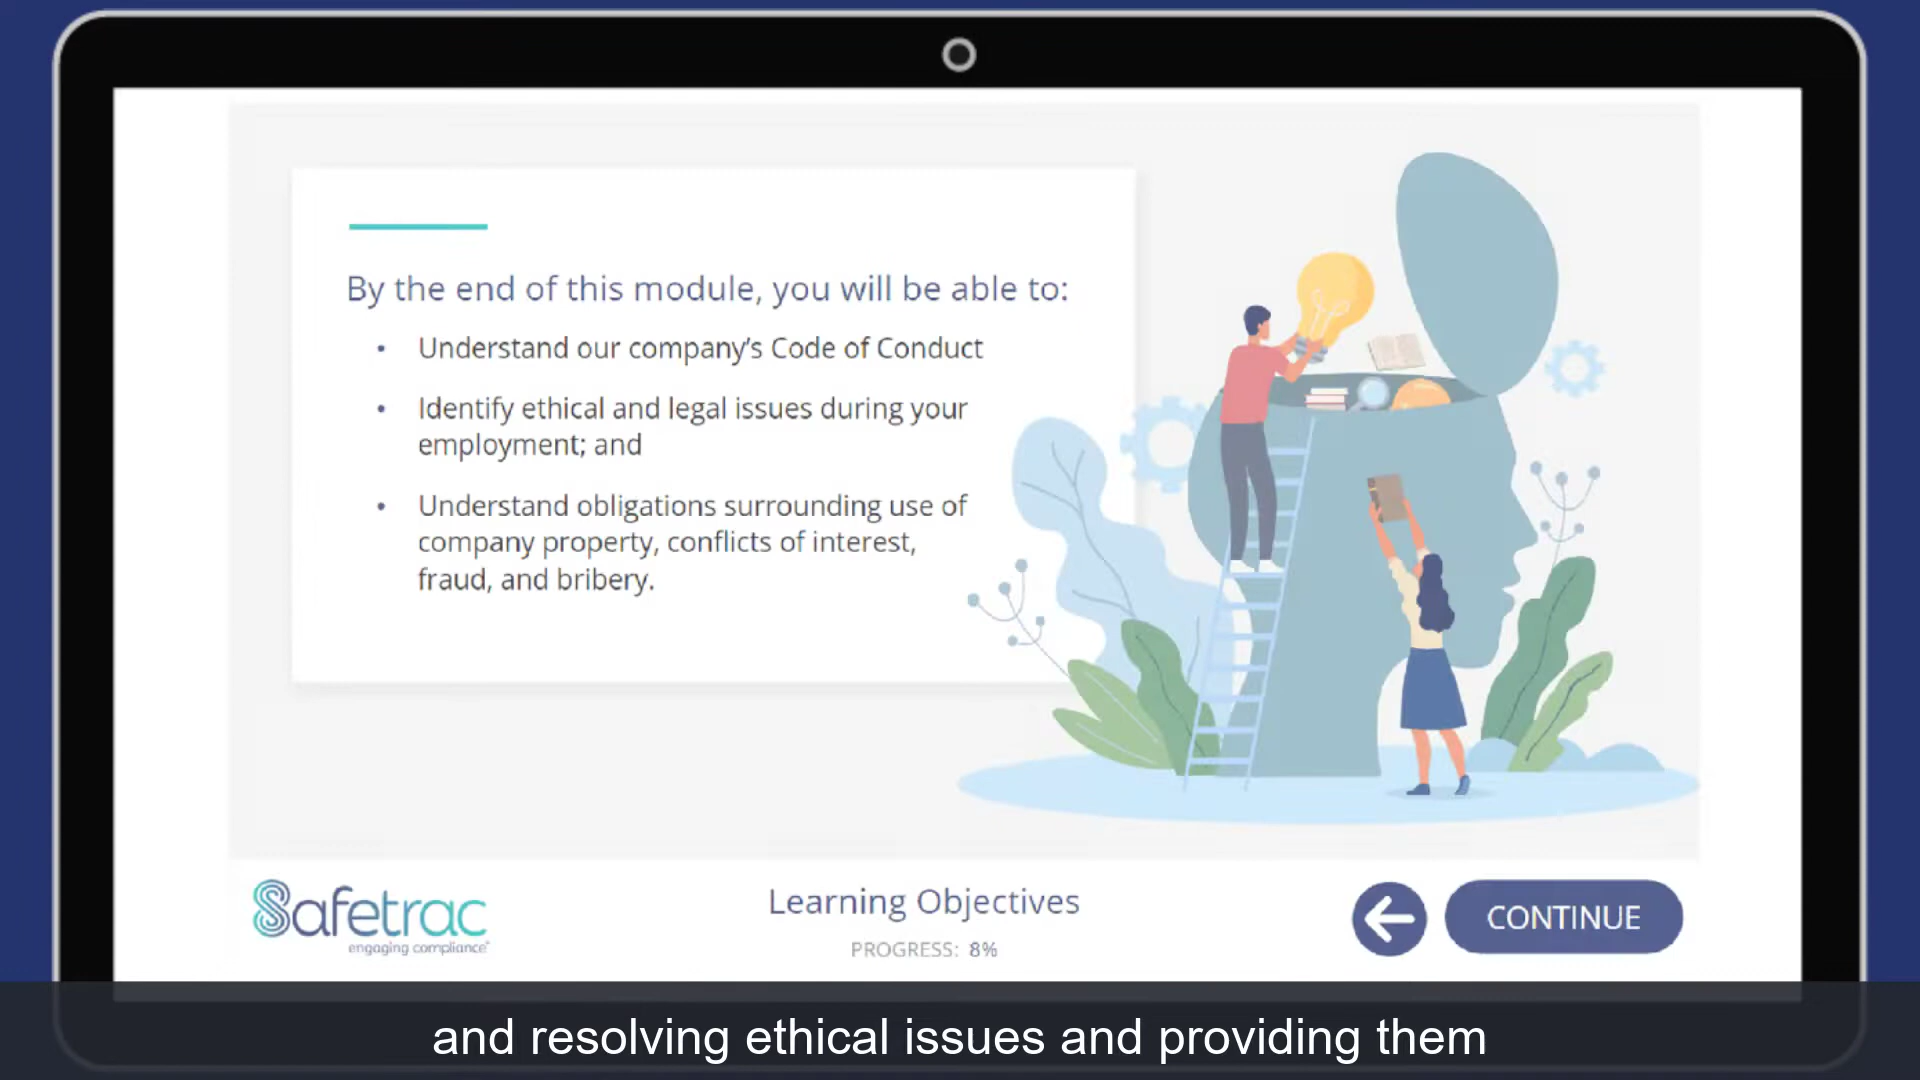 By the end of this module, you will be able to:
• Understand our company’s Code of Conduct
• Identify ethical and legal issues during your
employment; and
• Understand obligations surrounding use of
company property, conflicts of interest,
fraud, and bribery.
Safetrac
engaging compliance
Learning Objectives
PROGRESS: 8%
CONTINUE
and resolving ethical issues and providing them